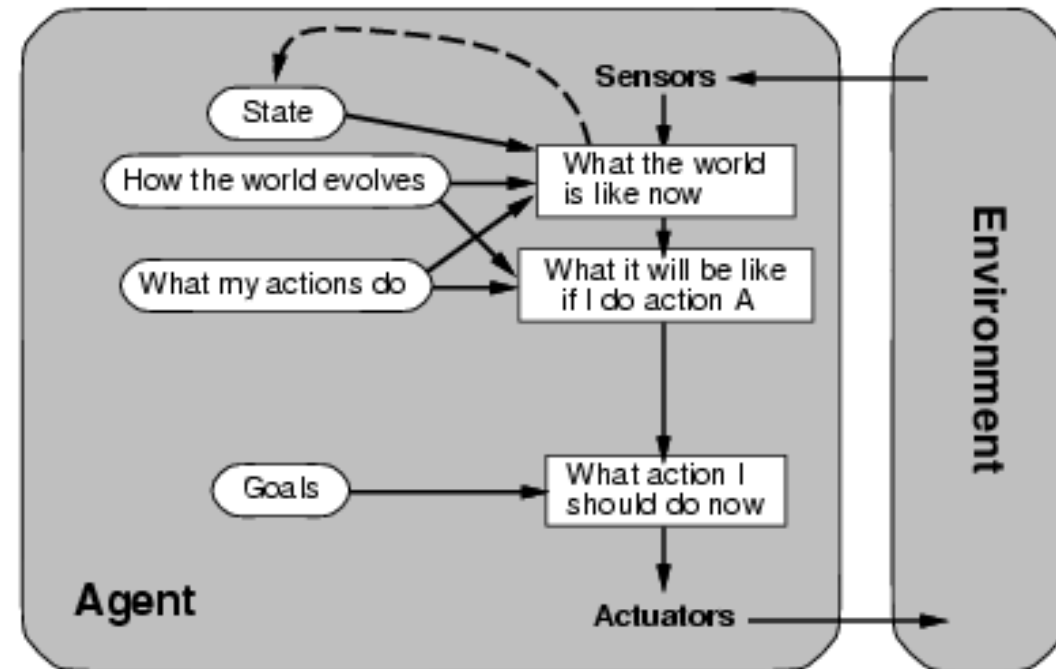 Sensors
State
What the world
is like now
How the world evolves
What my actions do
What it will be like
if I do action A
Goals
What action I
should do now
Agent
Actuators
Environment